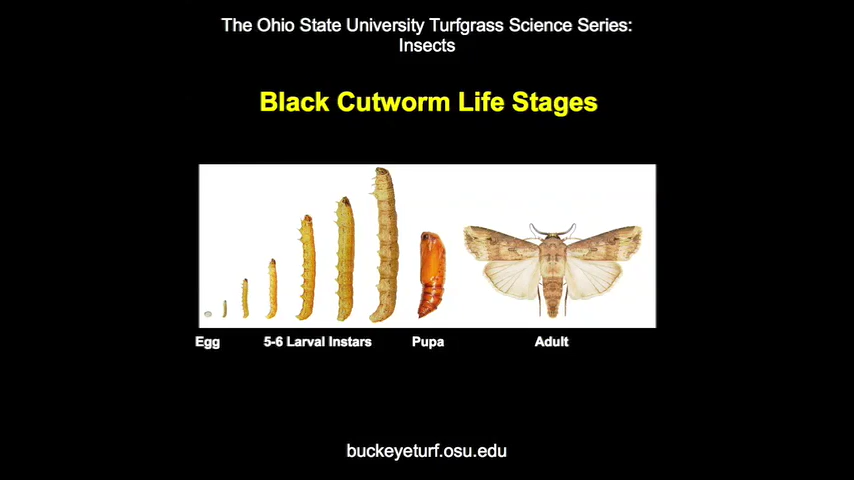 The Ohio State University Turfgrass Science Series:
Insects
Black Cutworm Life Stages
Egg 5-6 Larval Instars Pupa Adult
buckeyeturf.osu.edu